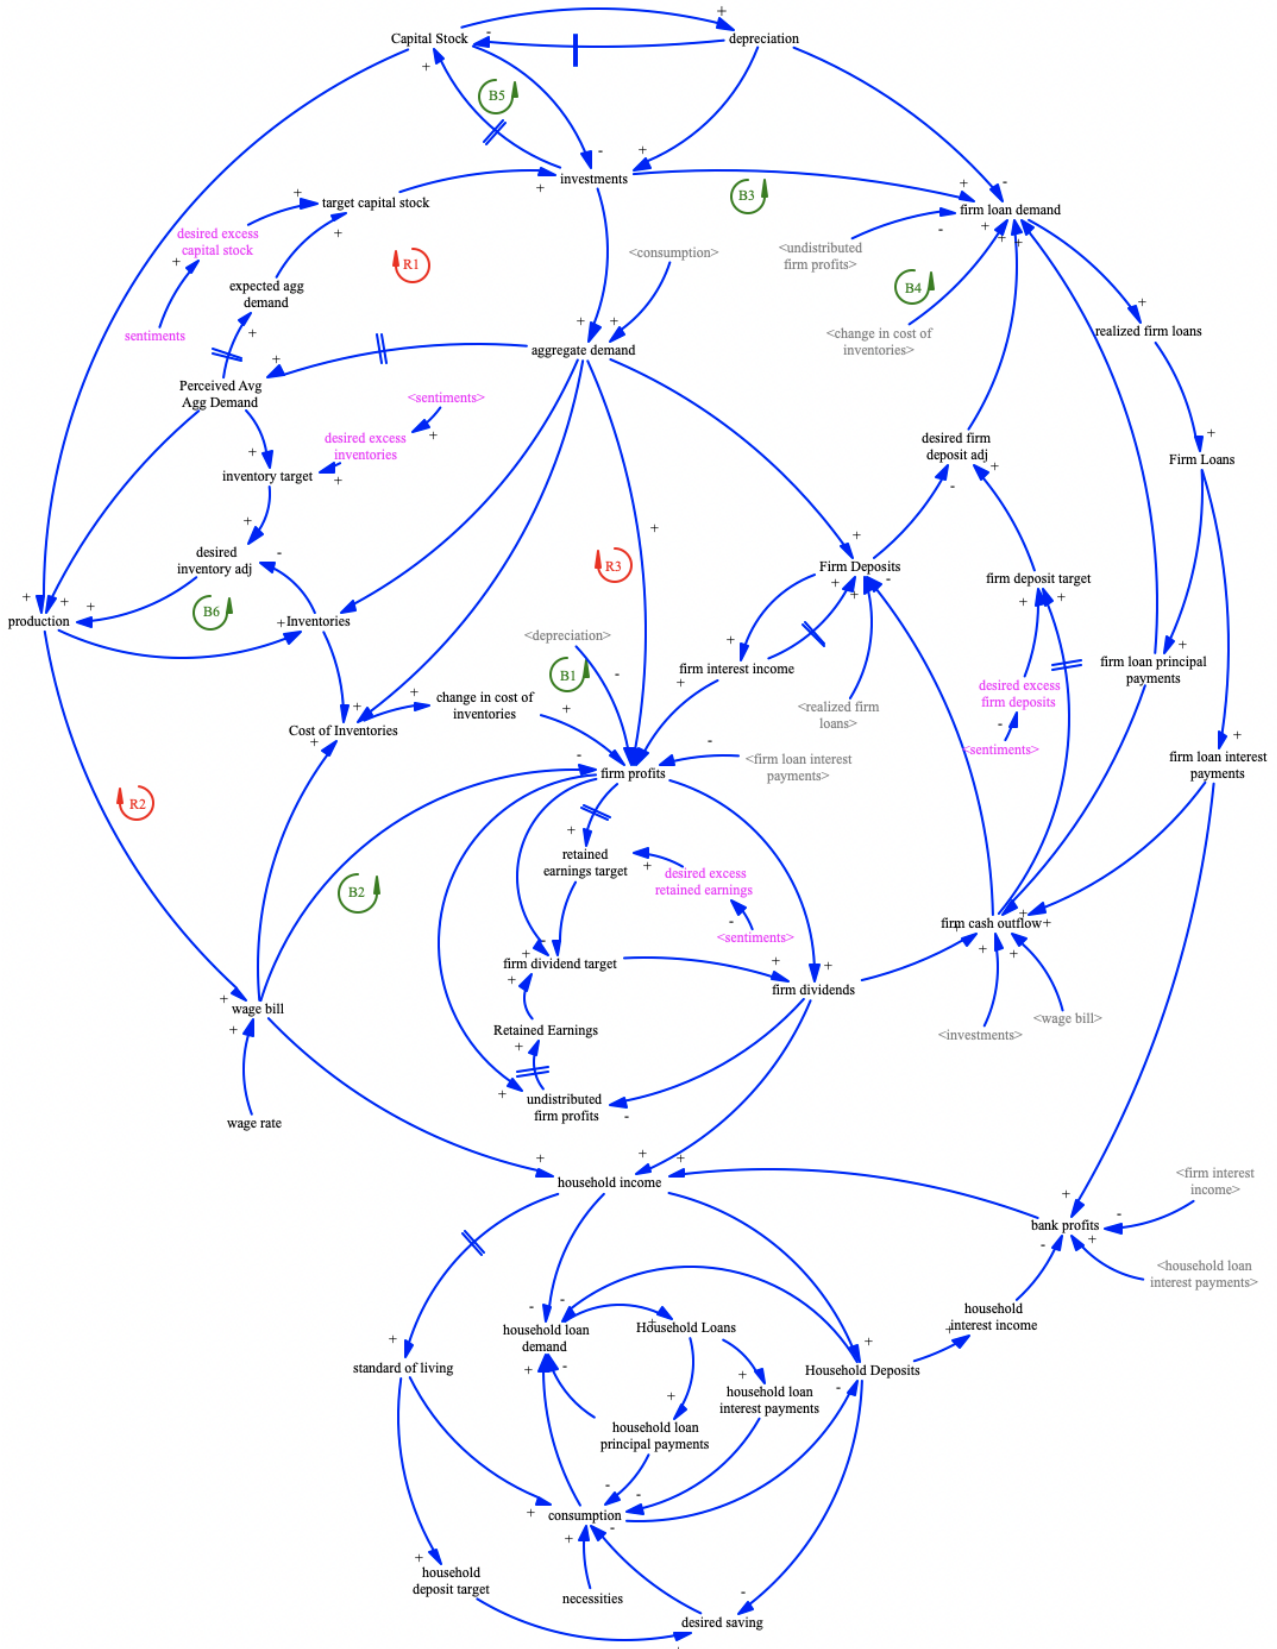 Capital Stock
depreciation
B5
investments
target capital stock
B3
firm loan demand
desired excess
capital stock
<undistributed
firm profits>
<consumption>
R1
expected agg
demand
B4
sentiments
<change in cost of
inventories>
realized firm loans
aggregate demand
Perceived Avg
Agg Demand
<sentiments>
desired excess
inventories
desired firm
deposit adj
Firm Loans
inventory target
desired
inventory adj
R3
Firm Deposits
firm deposit target
B6
production
Inventories
<depreciation>
B1
firm interest income
firm loan principal
payments
desired excess
firm deposits
change in cost of
inventories
<realized firm
loans>
Cost of Inventories
<sentiments>
firm profits
<firm loan interest
payments>
firm loan interest
payments
R2
retained
earnings target
desired excess
retained earnings
B2
<sentiments>
firm cash outflow
firm dividend target
firm dividends
wage bill
Retained Earnings
<investments>
<wage bill>
undistributed
firm profits
wage rate
household income
<firm interest
income>
bank profits
<household loan
interest payments>
household
interest income
household loan
demand
Household Loans
standard of living
Household Deposits
household loan
interest payments
household loan
principal payments
consumption
household
deposit target
necessities
desired saving